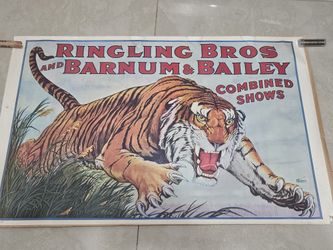 RINGLING BROS
AND BARNUM & BAILEY
COMBINED
SHOWS